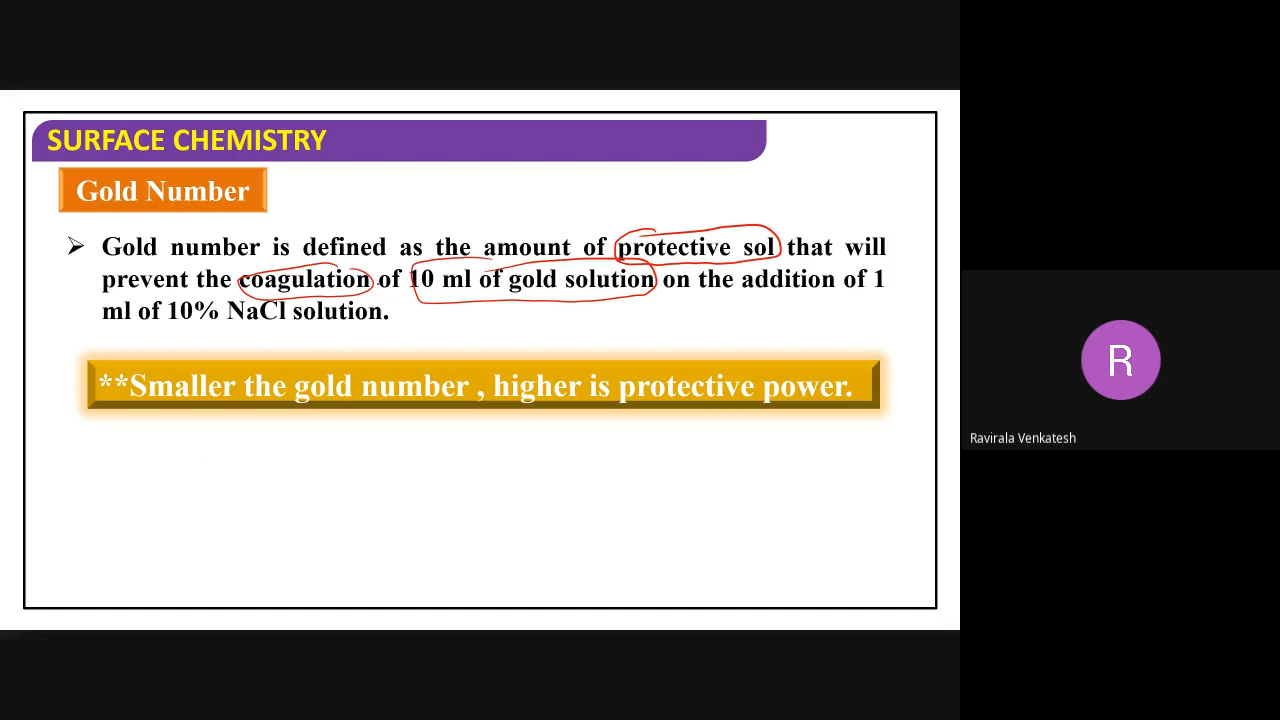 SURFACE CHEMISTRY
Gold Number
➢ Gold number is defined as the amount of protective sol that will
prevent the coagulation of 10 ml of gold solution on the addition of 1
ml of 10% NaCl solution.
**Smaller the gold number , higher is protective power.
R
Ravirala Venkatesh